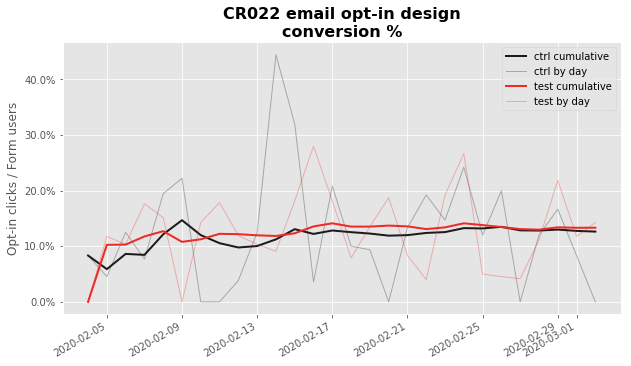 CR022 email opt-in design
conversion %
ctrl cumulative
ctrl by day
test cumulative
test by day
Opt-in clicks / Form users
40.0%
30.0%
20.0%
10.0%
0.0%
2020-02-05
2020-02-09
2020-02-13
2020-02-17
2020-02-21
2020-02-25
2020-02-29
2020-03-01